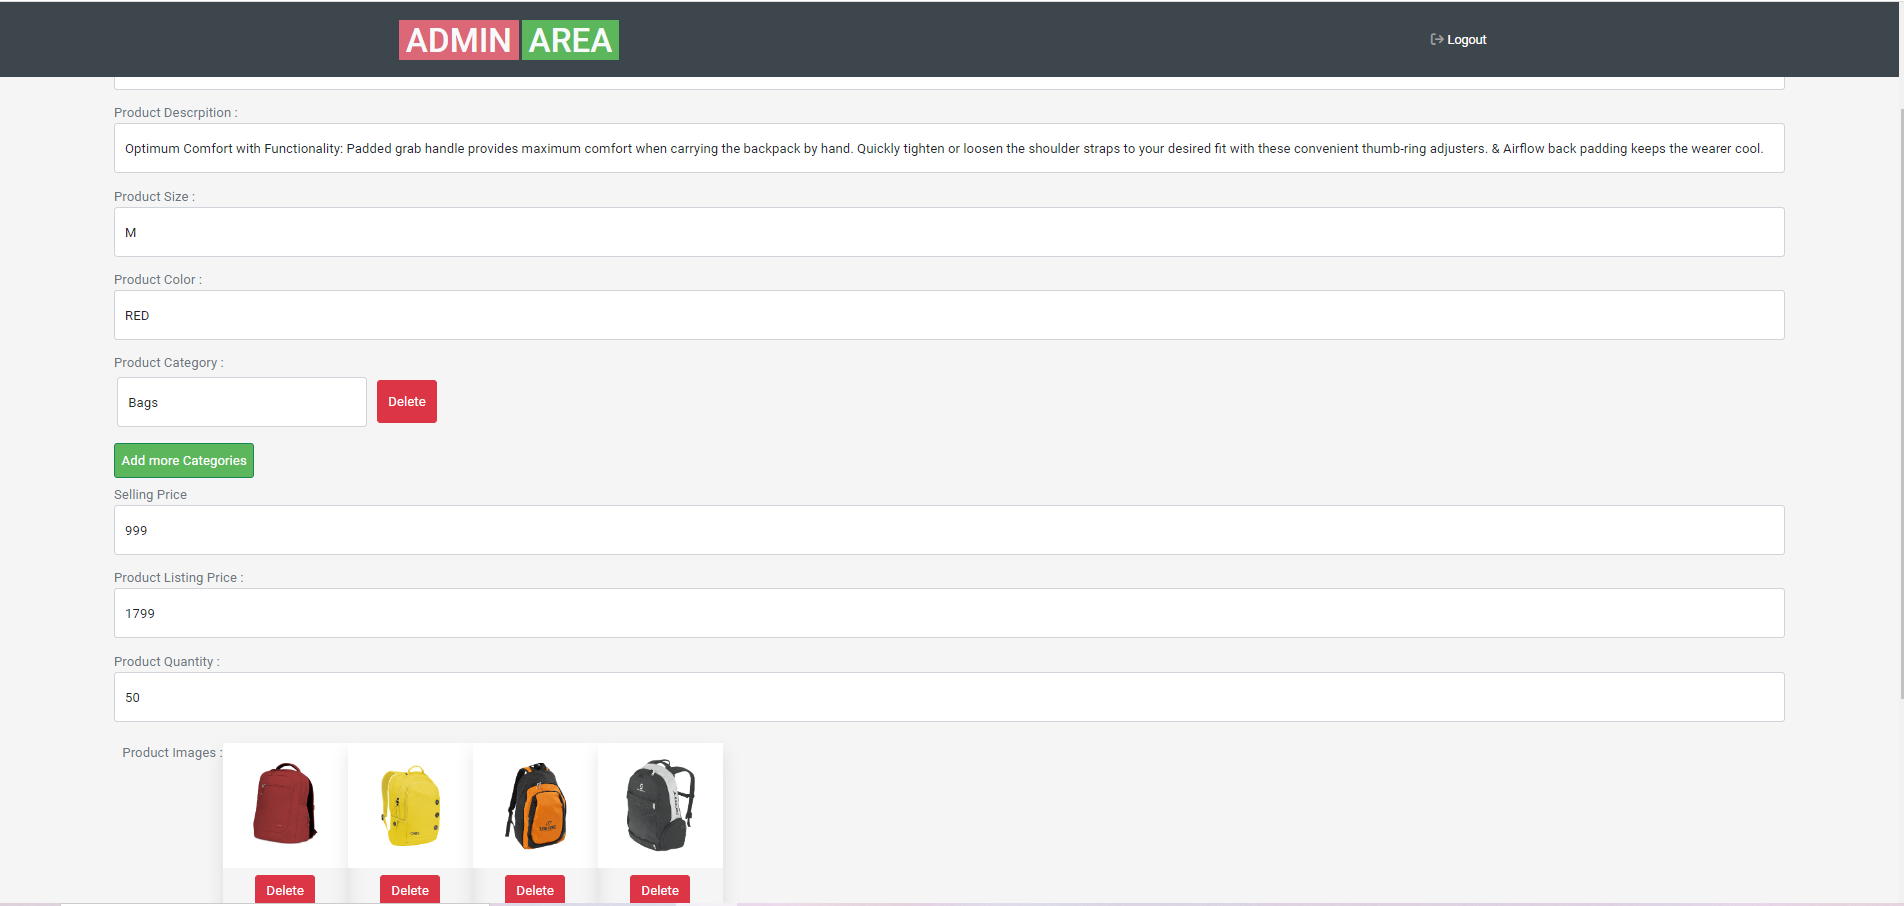 ADMIN AREA
Logout
Product Descrpition :
Optimum Comfort with Functionality: Padded grab handle provides maximum comfort when carrying the backpack by hand. Quickly tighten or loosen the shoulder straps to your desired fit with these convenient thumb-ring adjusters. & Airflow back padding keeps the wearer cool.
Product Size :
M
Product Color :
RED
Product Category :
Bags
Delete
Add more Categories
Selling Price
999
Product Listing Price :
1799
Product Quantity :
50
Product Images :
Delete Delete Delete Delete